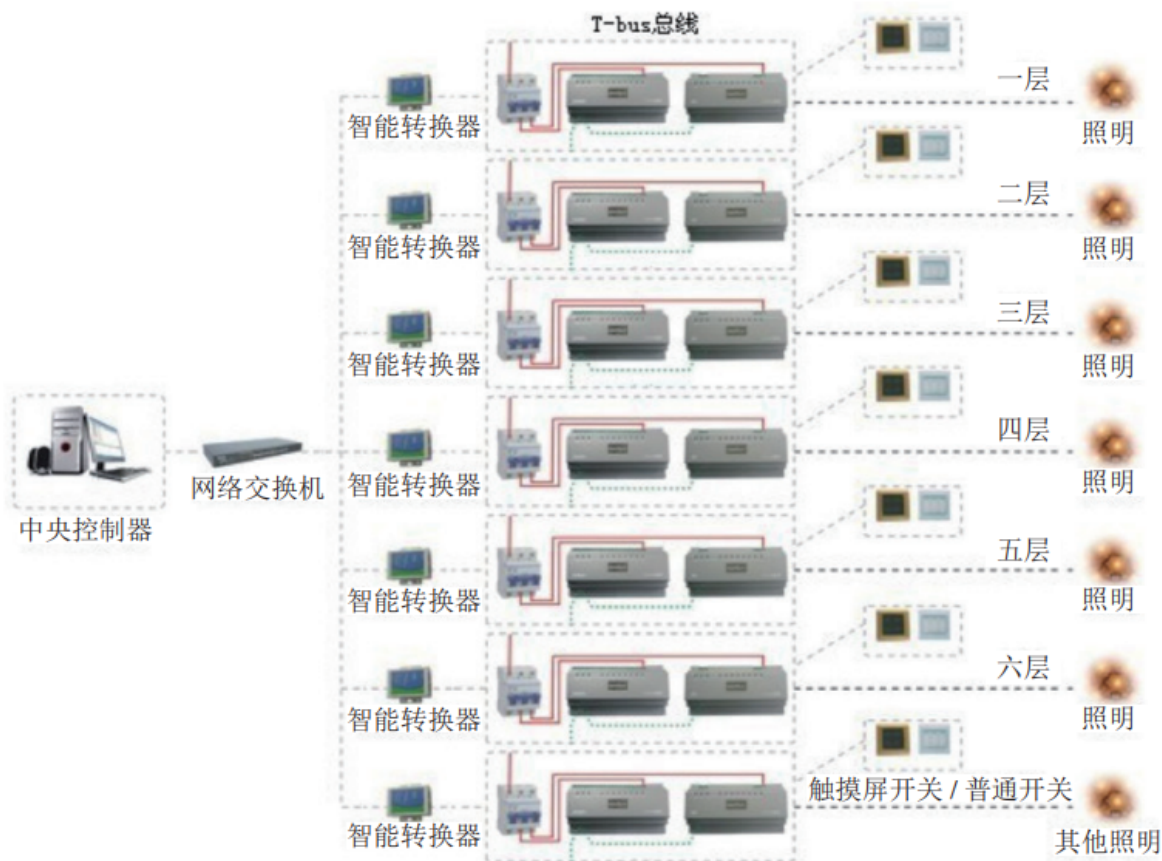 T-bus总线
一层
智能转换器
照明
二层
智能转换器
照明
三层
智能转换器
照明
四层
智能转换器
照明
网络交换机
中央控制器
五层
智能转换器
照明
六层
智能转换器
照明
触摸屏开关 / 普通开关
智能转换器
其他照明